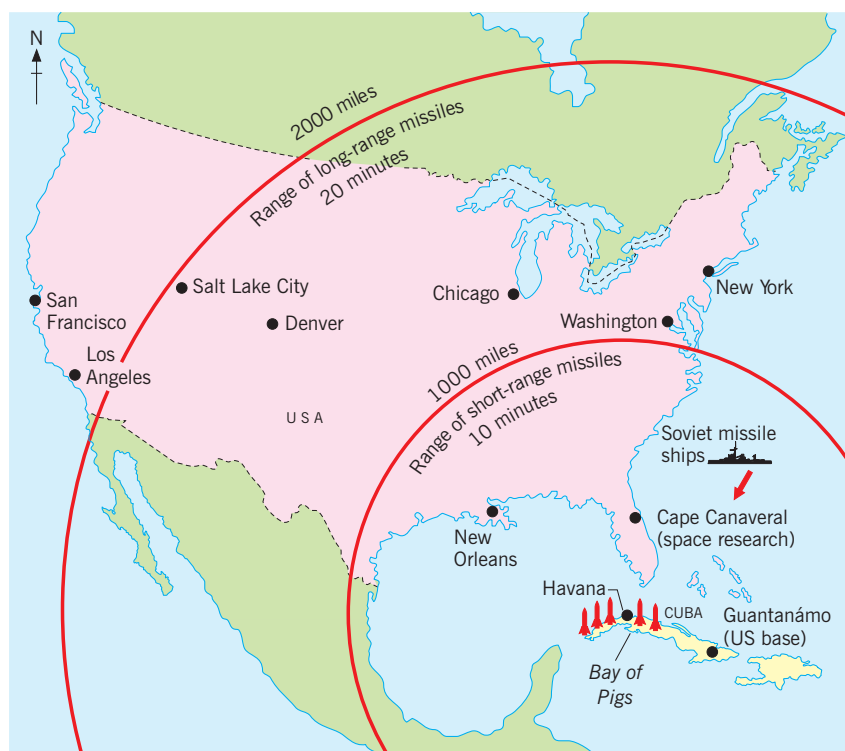 N
2000 miles
Range of long-range missiles
20 minutes
Salt Lake City
San
Francisco
Denver
Chicago
New York
Washington
Los
Angeles
1000 miles
Range of short-range missiles
10 minutes
USA
Soviet missile
ships
New
Orleans
Cape Canaveral
(space research)
Havana
CUBA
Guantanámo
(US base)
Bay of
Pigs